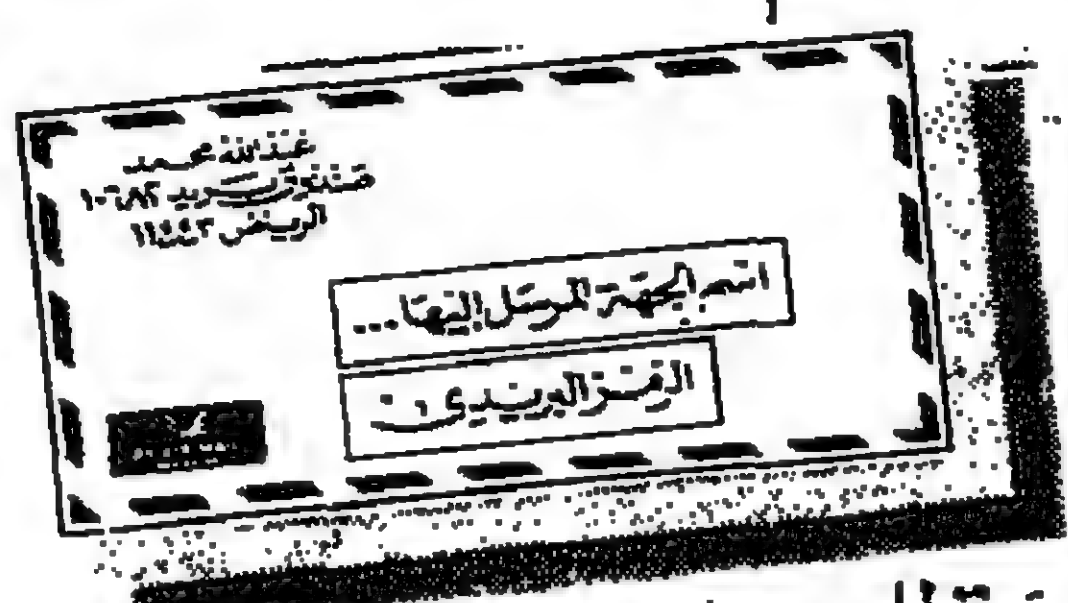 عبدالله محمد
صندوق بريد ١٠٦٨٢
الرياض ١١٤٤٣
اسم الجهة المرسل إليها...
الرمز البريدي